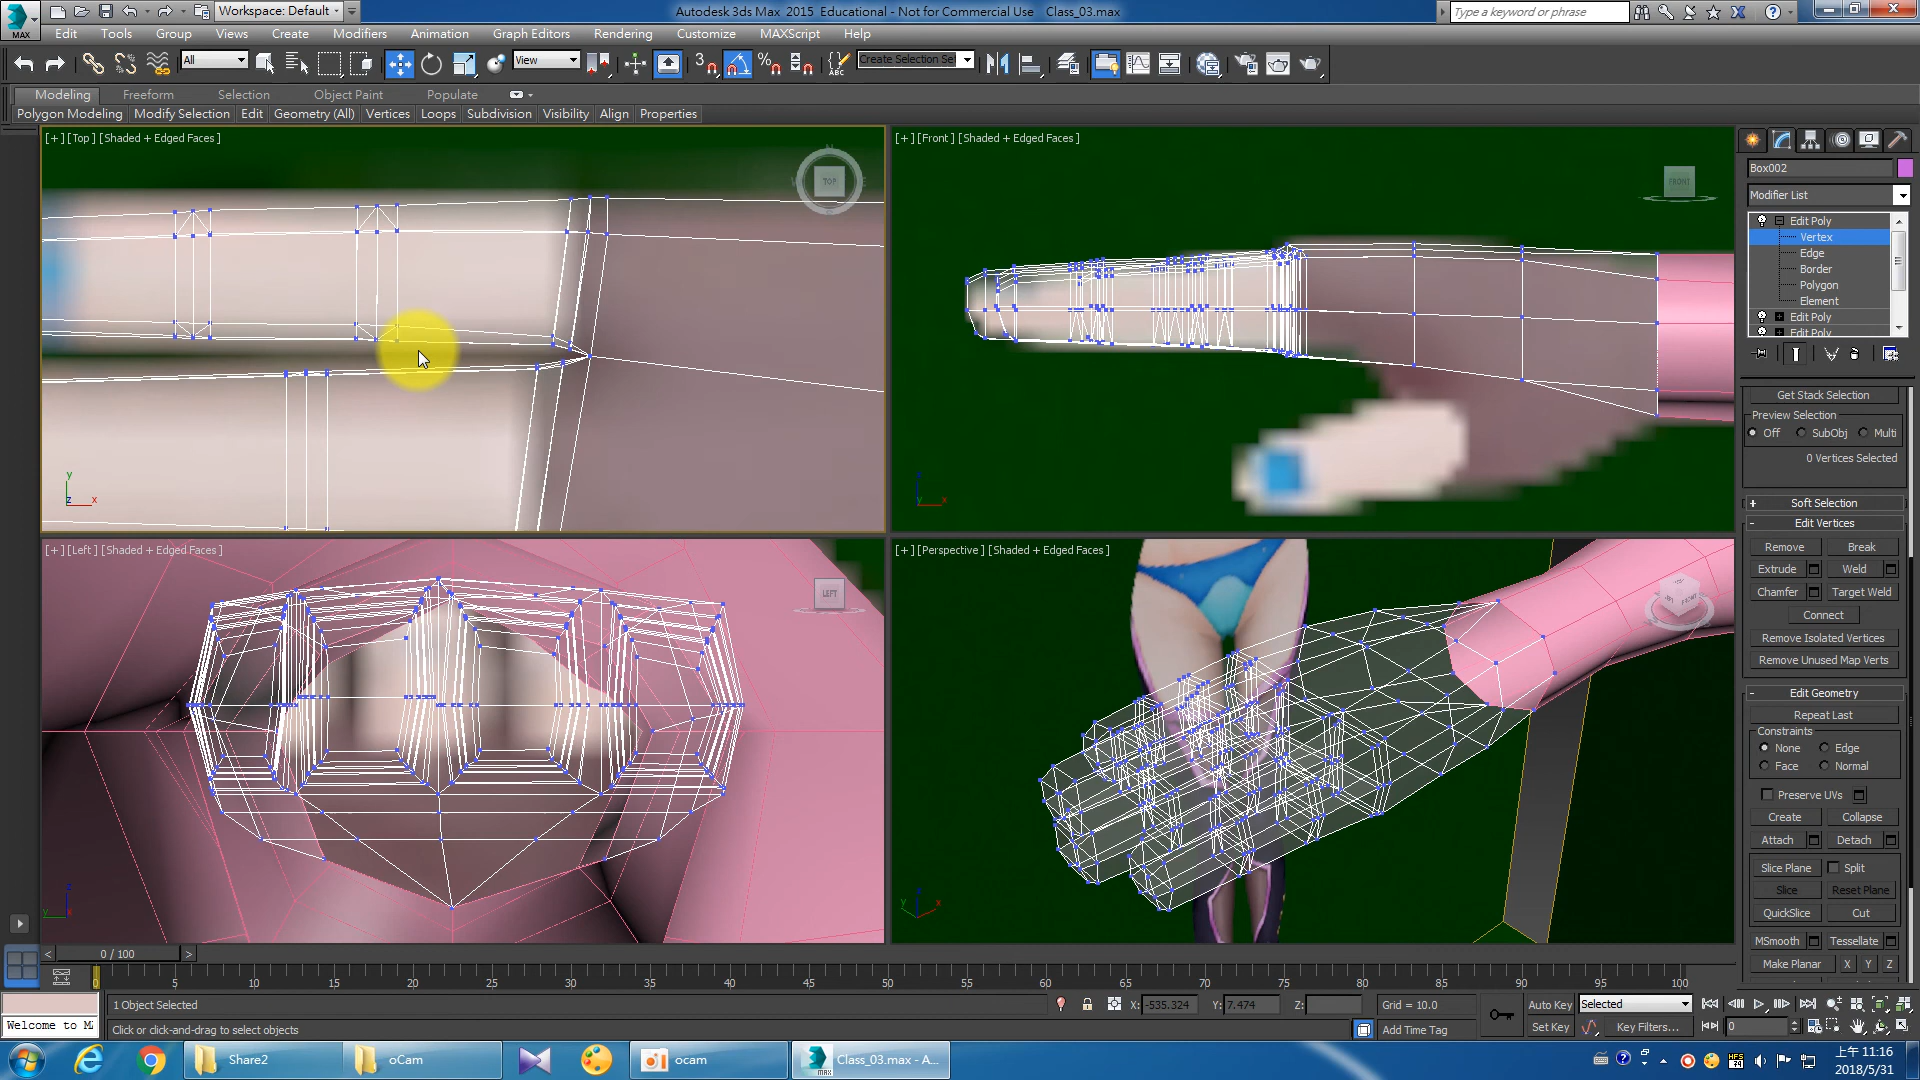 Workspace: Default
Autodesk 3ds Max 2015 Educational - Not for Commercial Use Class_03.max
Type a keyword or phrase
MAX
Edit Tools Group Views Create Modifiers Animation Graph Editors Rendering Customize MAXScript Help
All View Create Selection Se
Modeling Freeform Selection Object Paint Populate
Polygon Modeling Modify Selection Edit Geometry (All) Vertices Loops Subdivision Visibility Align Properties
[+] [Top] [Shaded + Edged Faces]
TOP
[+] [Front] [Shaded + Edged Faces]
FRONT
[+] [Left] [Shaded + Edged Faces]
LEFT
[+] [Perspective] [Shaded + Edged Faces]
Box002
Modifier List
Edit Poly
Vertex
Edge
Border
Polygon
Element
Edit Poly
Edit Poly
Get Stack Selection
Preview Selection
Off SubObj Multi
0 Vertices Selected
+ Soft Selection
- Edit Vertices
Remove Break
Extrude Weld
Chamfer Target Weld
Connect
Remove Isolated Vertices
Remove Unused Map Verts
- Edit Geometry
Repeat Last
Constraints
None Edge
Face Normal
Preserve UVs
Create Collapse
Attach Detach
Slice Plane Split
Slice Reset Plane
QuickSlice Cut
MSmooth Tessellate
Make Planar X Y Z
< 0 / 100 >
0 5 10 15 20 25 30 35 40 45 50 55 60 65 70 75 80 85 90 95 100
1 Object Selected X: -535.324 Y: 7.474 Z: Grid = 10.0 Auto Key Selected
Welcome to M Click or click-and-drag to select objects Add Time Tag Set Key Key Filters... 0
Share2 oCam ocam Class_03.max - A...
上午 11:16
2018/5/31